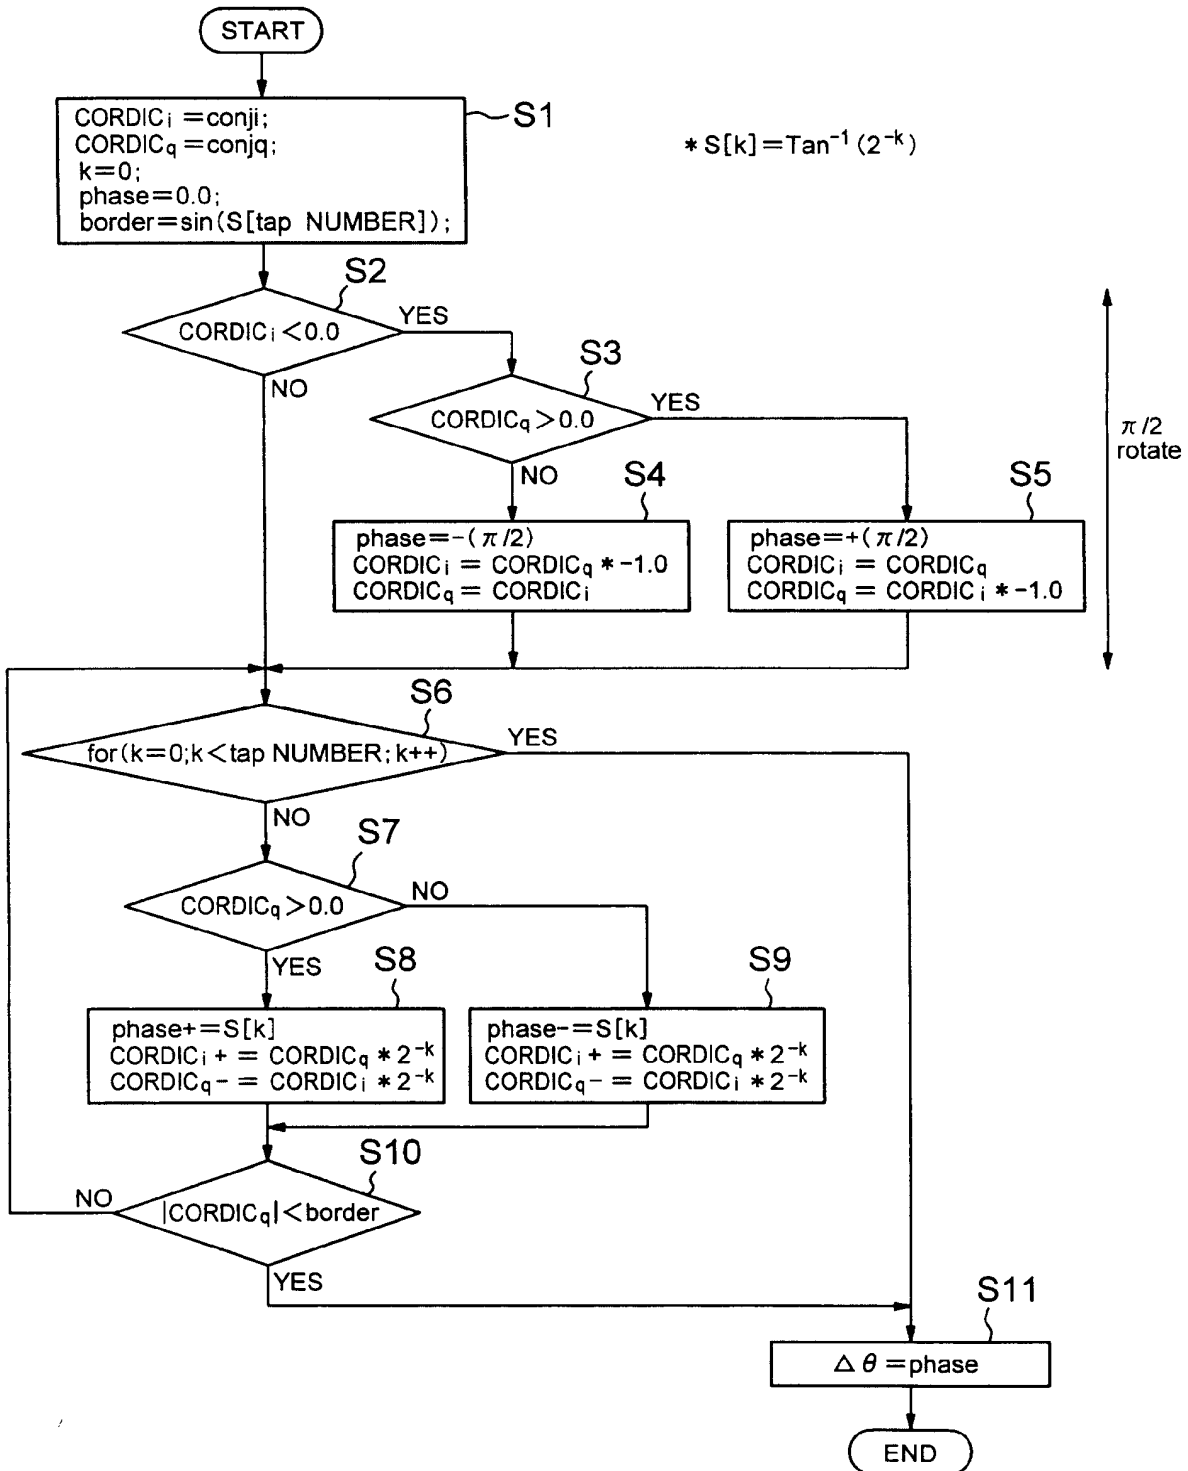 START
S1
CORDICi =conji;
CORDICq =conjq;
k=0;
phase=0.0;
border=sin(S[tap NUMBER]);
* S[k]=Tan⁻¹(2⁻ᵏ)
S2
CORDICi <0.0
YES
NO
S3
CORDICq >0.0
YES
NO
π/2
rotate
S4
phase=-(π/2)
CORDICi = CORDICq *-1.0
CORDICq = CORDICi
S5
phase=+(π/2)
CORDICi = CORDICq
CORDICq = CORDICi *-1.0
S6
for(k=0;k<tap NUMBER;k++)
YES
NO
S7
CORDICq >0.0
NO
YES
S8
phase+=S[k]
CORDICi + = CORDICq *2⁻ᵏ
CORDICq - = CORDICi *2⁻ᵏ
S9
phase-=S[k]
CORDICi + = CORDICq *2⁻ᵏ
CORDICq - = CORDICi *2⁻ᵏ
S10
|CORDICq|<border
NO
YES
S11
△θ=phase
END